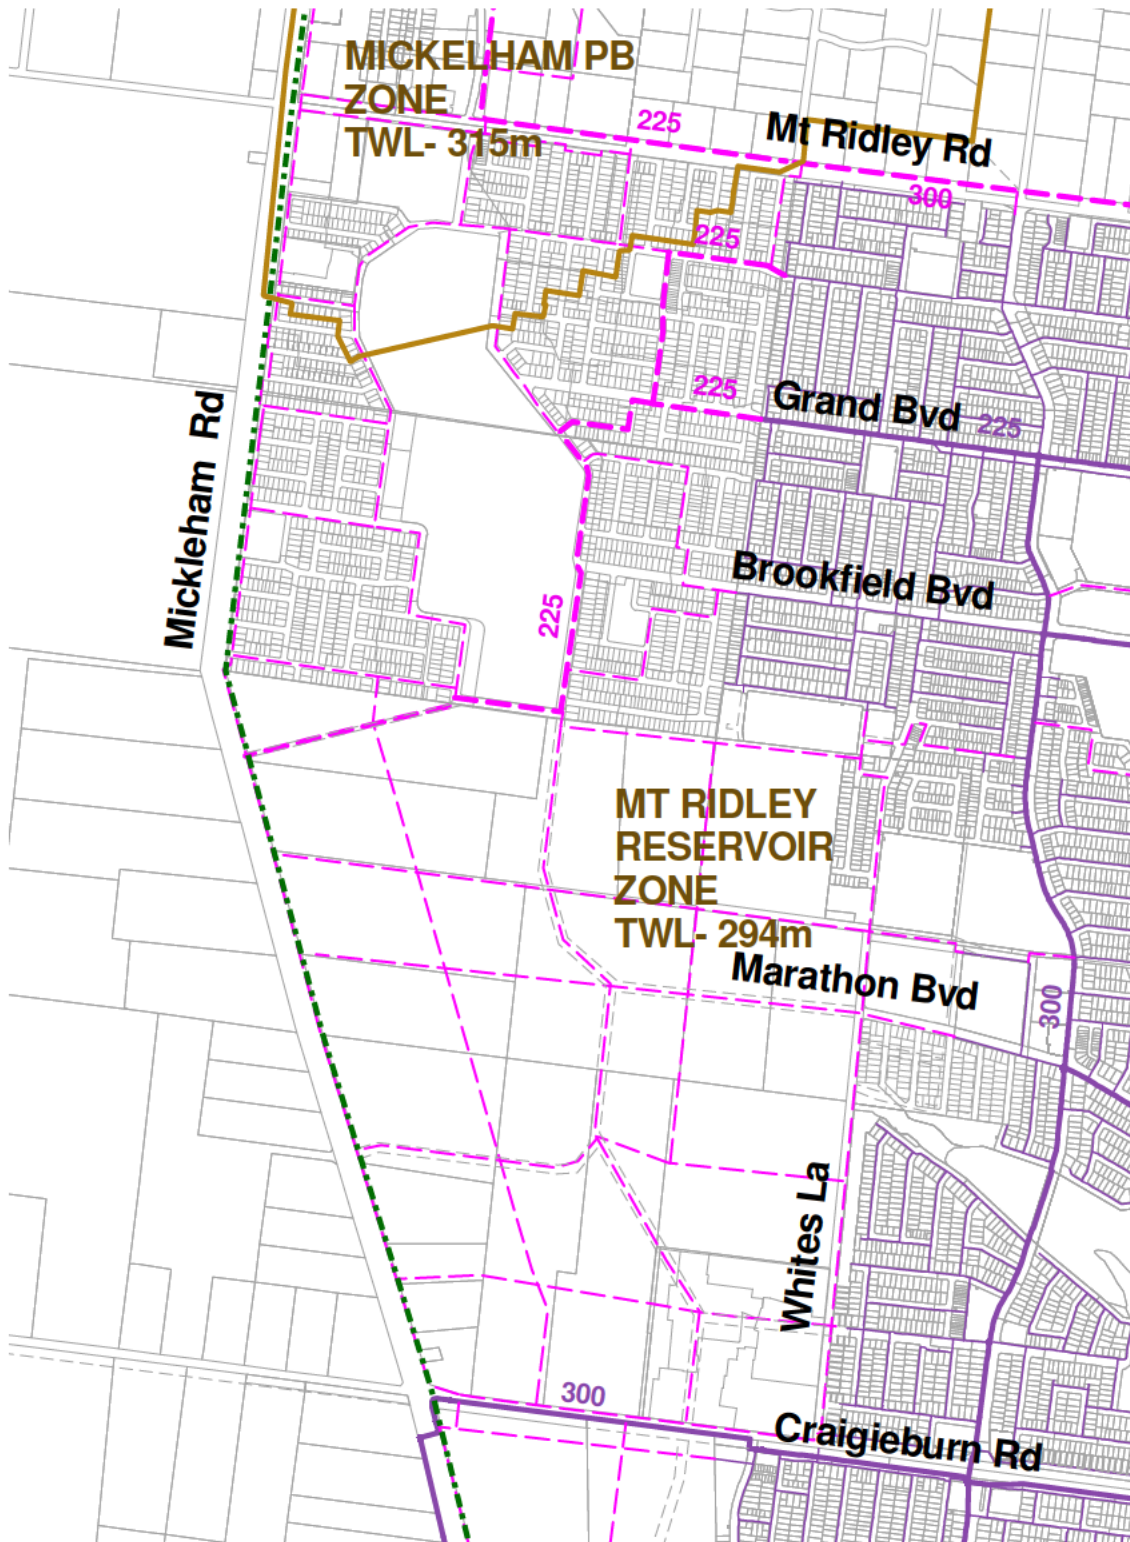 MICKELHAM PB
ZONE
TWL- 315m
225
Mt Ridley Rd
300
225
225
Grand Bvd
225
Mickleham Rd
Brookfield Bvd
225
MT RIDLEY
RESERVOIR
ZONE
TWL- 294m
Marathon Bvd
300
Whites La
300
Craigieburn Rd